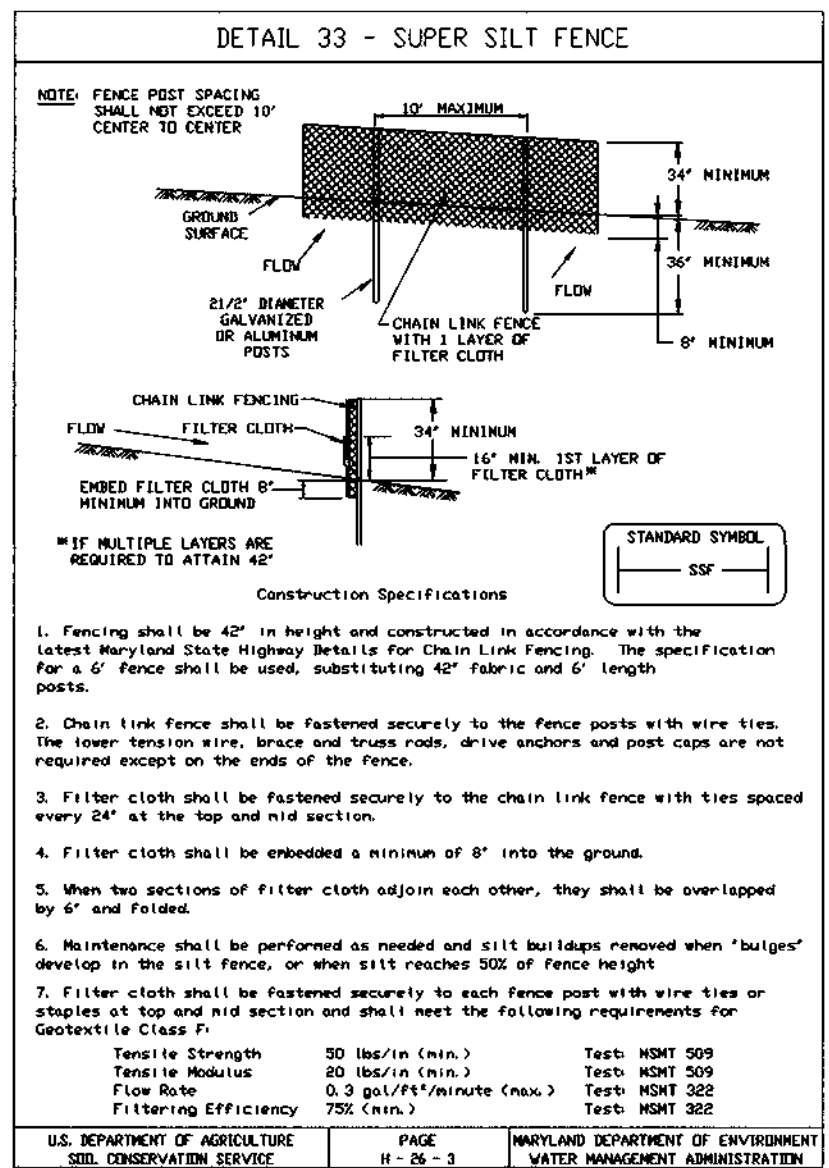 DETAIL 33 - SUPER SILT FENCE
NOTE: FENCE POST SPACING
SHALL NOT EXCEED 10'
CENTER TO CENTER
10' MAXIMUM
34" MINIMUM
GROUND
SURFACE
36" MINIMUM
FLOW
FLOW
21/2" DIAMETER
GALVANIZED
OR ALUMINUM
POSTS
CHAIN LINK FENCE
WITH 1 LAYER OF
FILTER CLOTH
8" MINIMUM
CHAIN LINK FENCING
FLOW
FILTER CLOTH
34" MINIMUM
16" MIN. 1ST LAYER OF
FILTER CLOTH*
EMBED FILTER CLOTH 8"
MINIMUM INTO GROUND
*IF MULTIPLE LAYERS ARE
REQUIRED TO ATTAIN 42"
STANDARD SYMBOL
SSF
Construction Specifications
1. Fencing shall be 42" in height and constructed in accordance with the
latest Maryland State Highway Details for Chain Link Fencing. The specification
for a 6' fence shall be used, substituting 42" fabric and 6' length
posts.
2. Chain link fence shall be fastened securely to the fence posts with wire ties.
The lower tension wire, brace and truss rods, drive anchors and post caps are not
required except on the ends of the fence.
3. Filter cloth shall be fastened securely to the chain link fence with ties spaced
every 24" at the top and mid section.
4. Filter cloth shall be embedded a minimum of 8" into the ground.
5. When two sections of filter cloth adjoin each other, they shall be overlapped
by 6" and folded.
6. Maintenance shall be performed as needed and silt buildups removed when "bulges"
develop in the silt fence, or when silt reaches 50% of fence height
7. Filter cloth shall be fastened securely to each fence post with wire ties or
staples at top and mid section and shall meet the following requirements for
Geotextile Class F:
Tensile Strength 50 lbs/in (min.) Test: MSMT 509
Tensile Modulus 20 lbs/in (min.) Test: MSMT 509
Flow Rate 0.3 gal/ft²/minute (max.) Test: MSMT 322
Filtering Efficiency 75% (min.) Test: MSMT 322
U.S. DEPARTMENT OF AGRICULTURE
SOIL CONSERVATION SERVICE
PAGE
H - 26 - 3
MARYLAND DEPARTMENT OF ENVIRONMENT
WATER MANAGEMENT ADMINISTRATION